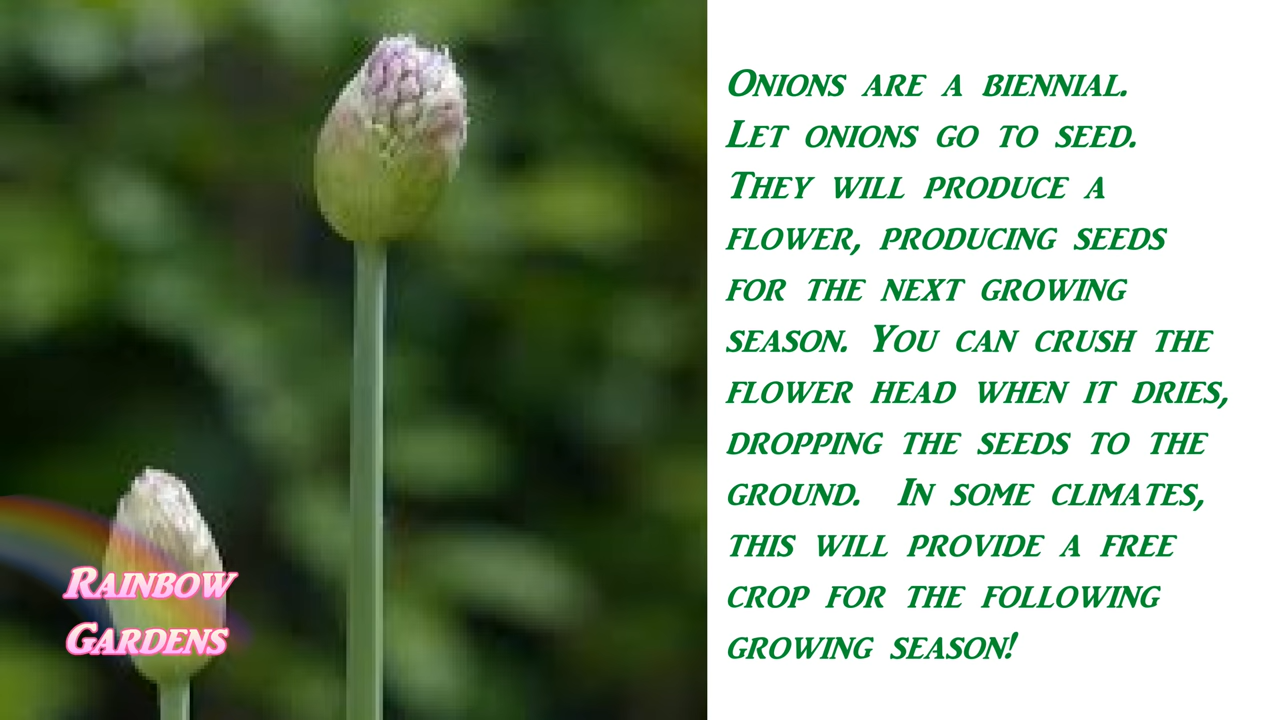 Rainbow
Gardens
Onions are a biennial.
Let onions go to seed.
They will produce a
flower, producing seeds
for the next growing
season. You can crush the
flower head when it dries,
dropping the seeds to the
ground. In some climates,
this will provide a free
crop for the following
growing season!